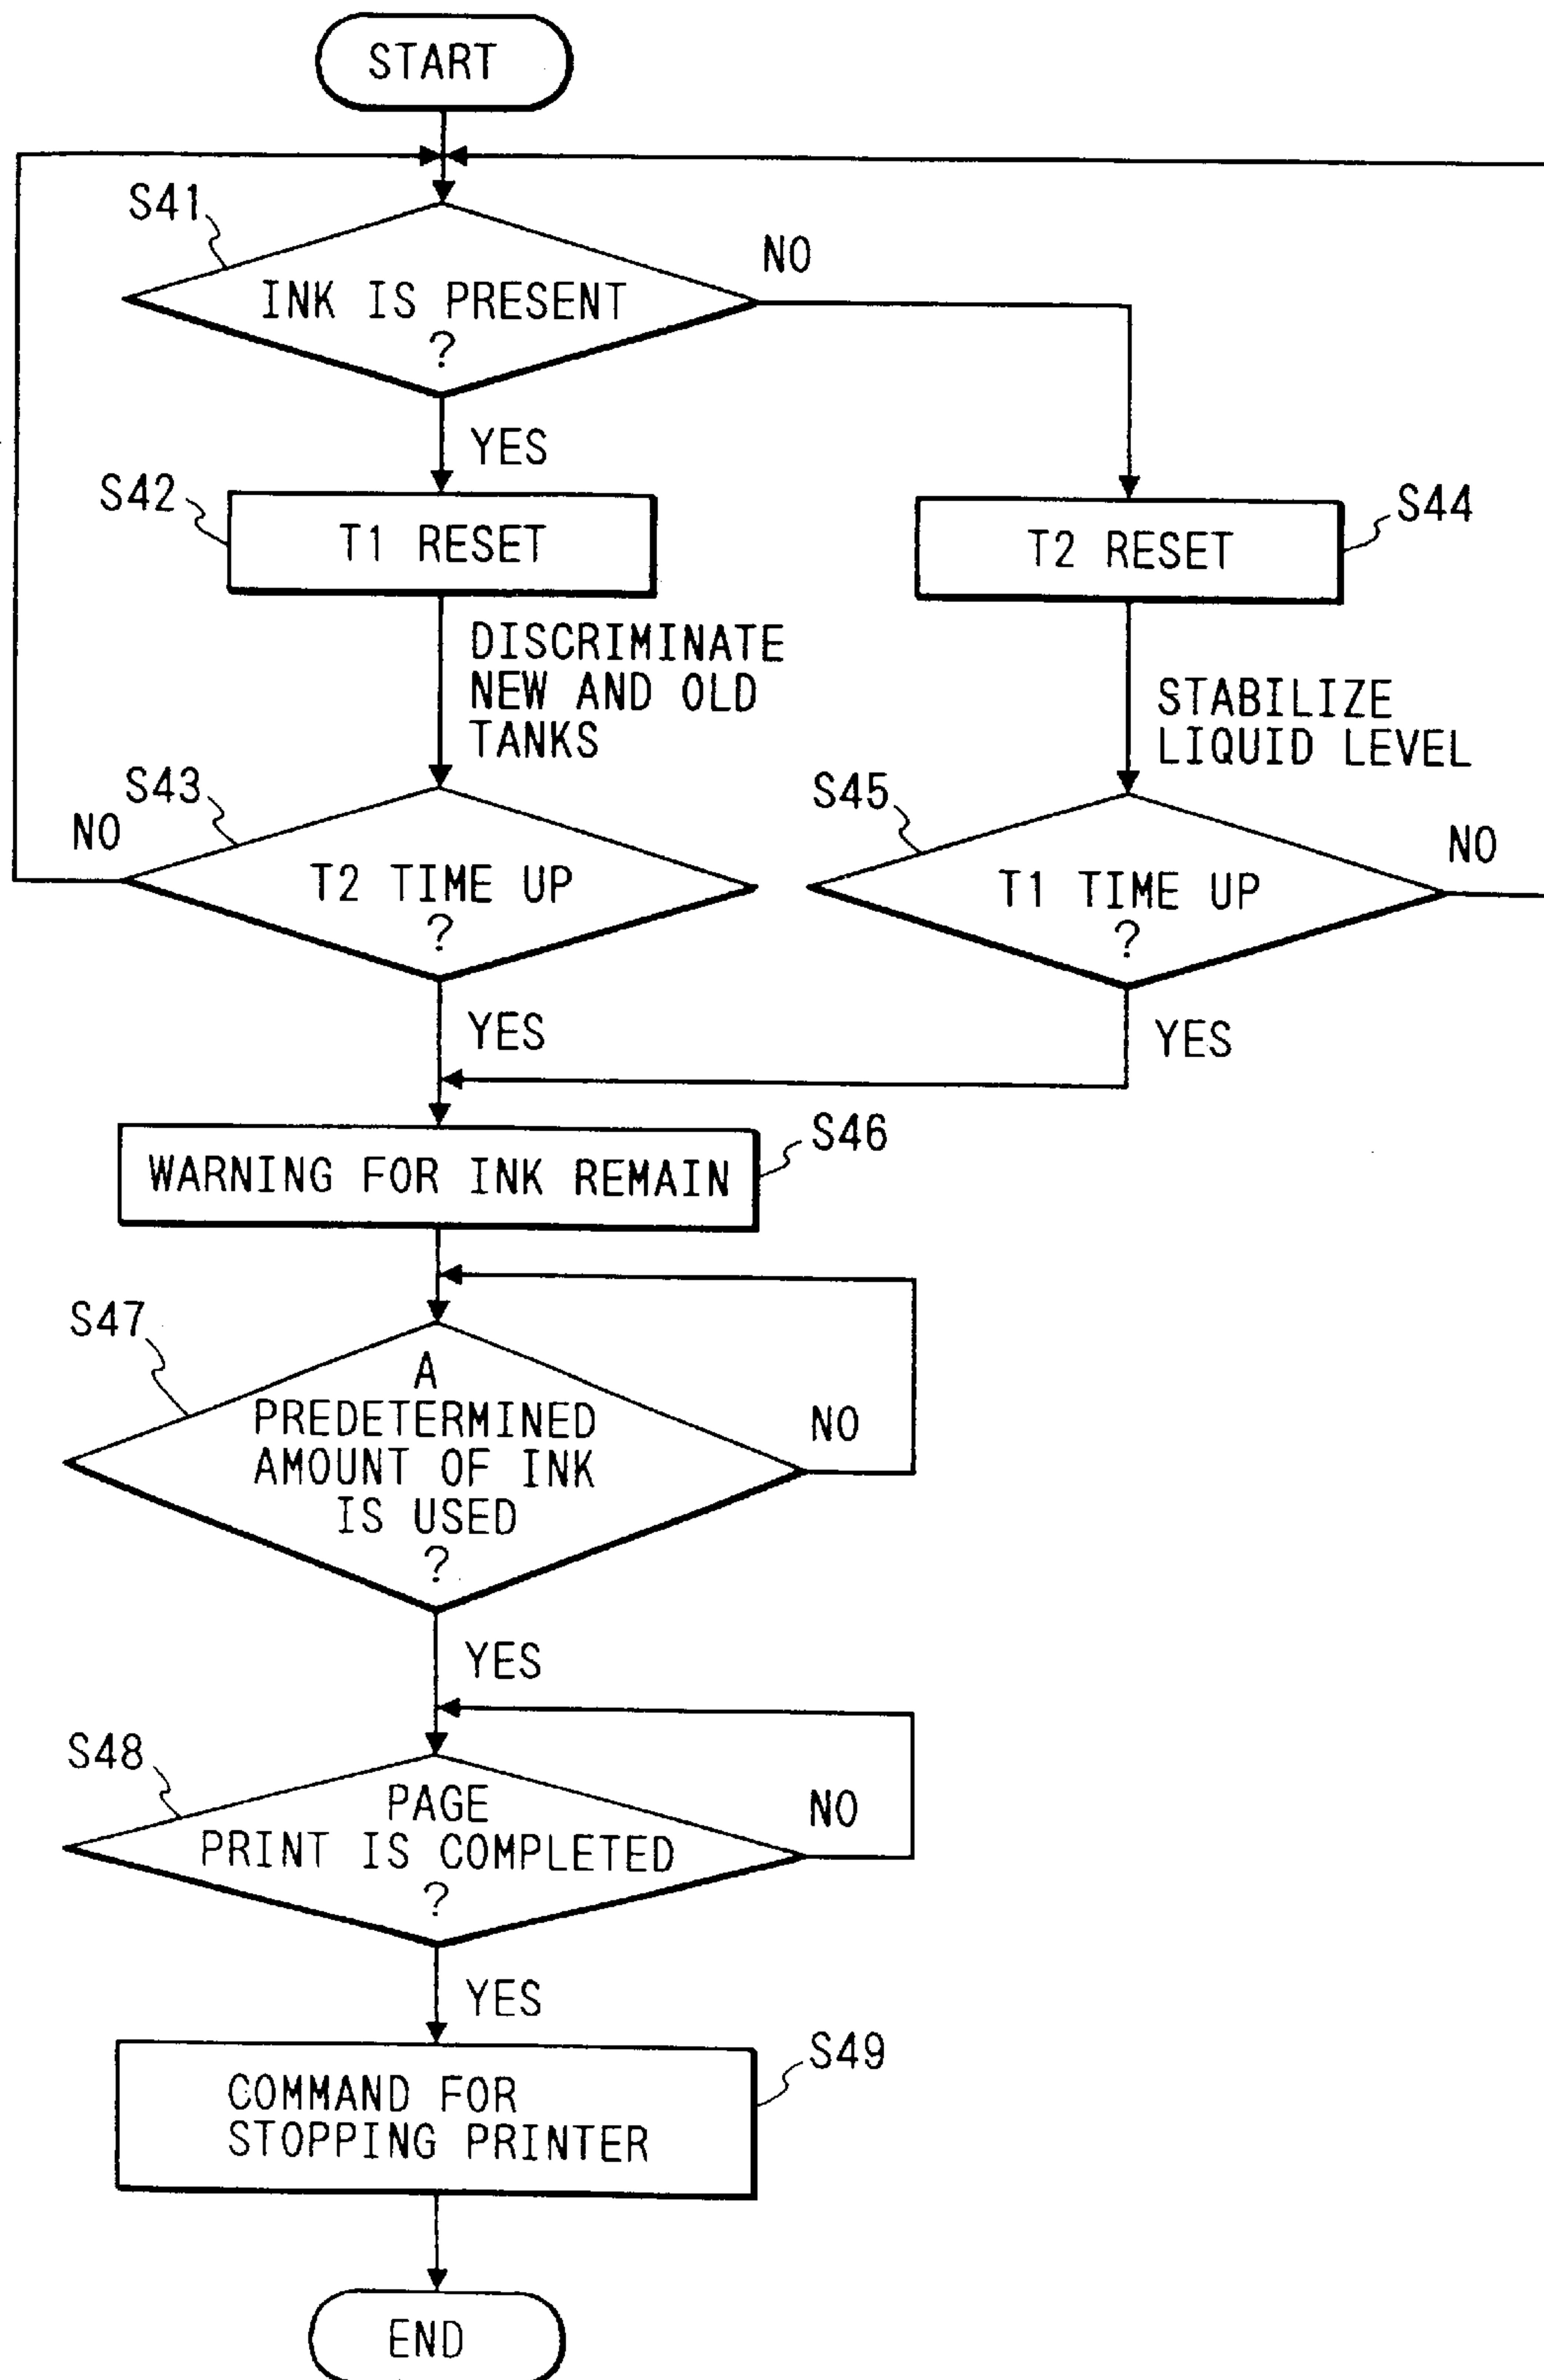 START
S41
INK IS PRESENT
?
NO
YES
S42
T1 RESET
S44
T2 RESET
DISCRIMINATE
NEW AND OLD
TANKS
STABILIZE
LIQUID LEVEL
S43
NO
T2 TIME UP
?
YES
S45
T1 TIME UP
?
NO
YES
S46
WARNING FOR INK REMAIN
S47
A
PREDETERMINED
AMOUNT OF INK
IS USED
?
NO
YES
S48
PAGE
PRINT IS COMPLETED
?
NO
YES
S49
COMMAND FOR
STOPPING PRINTER
END